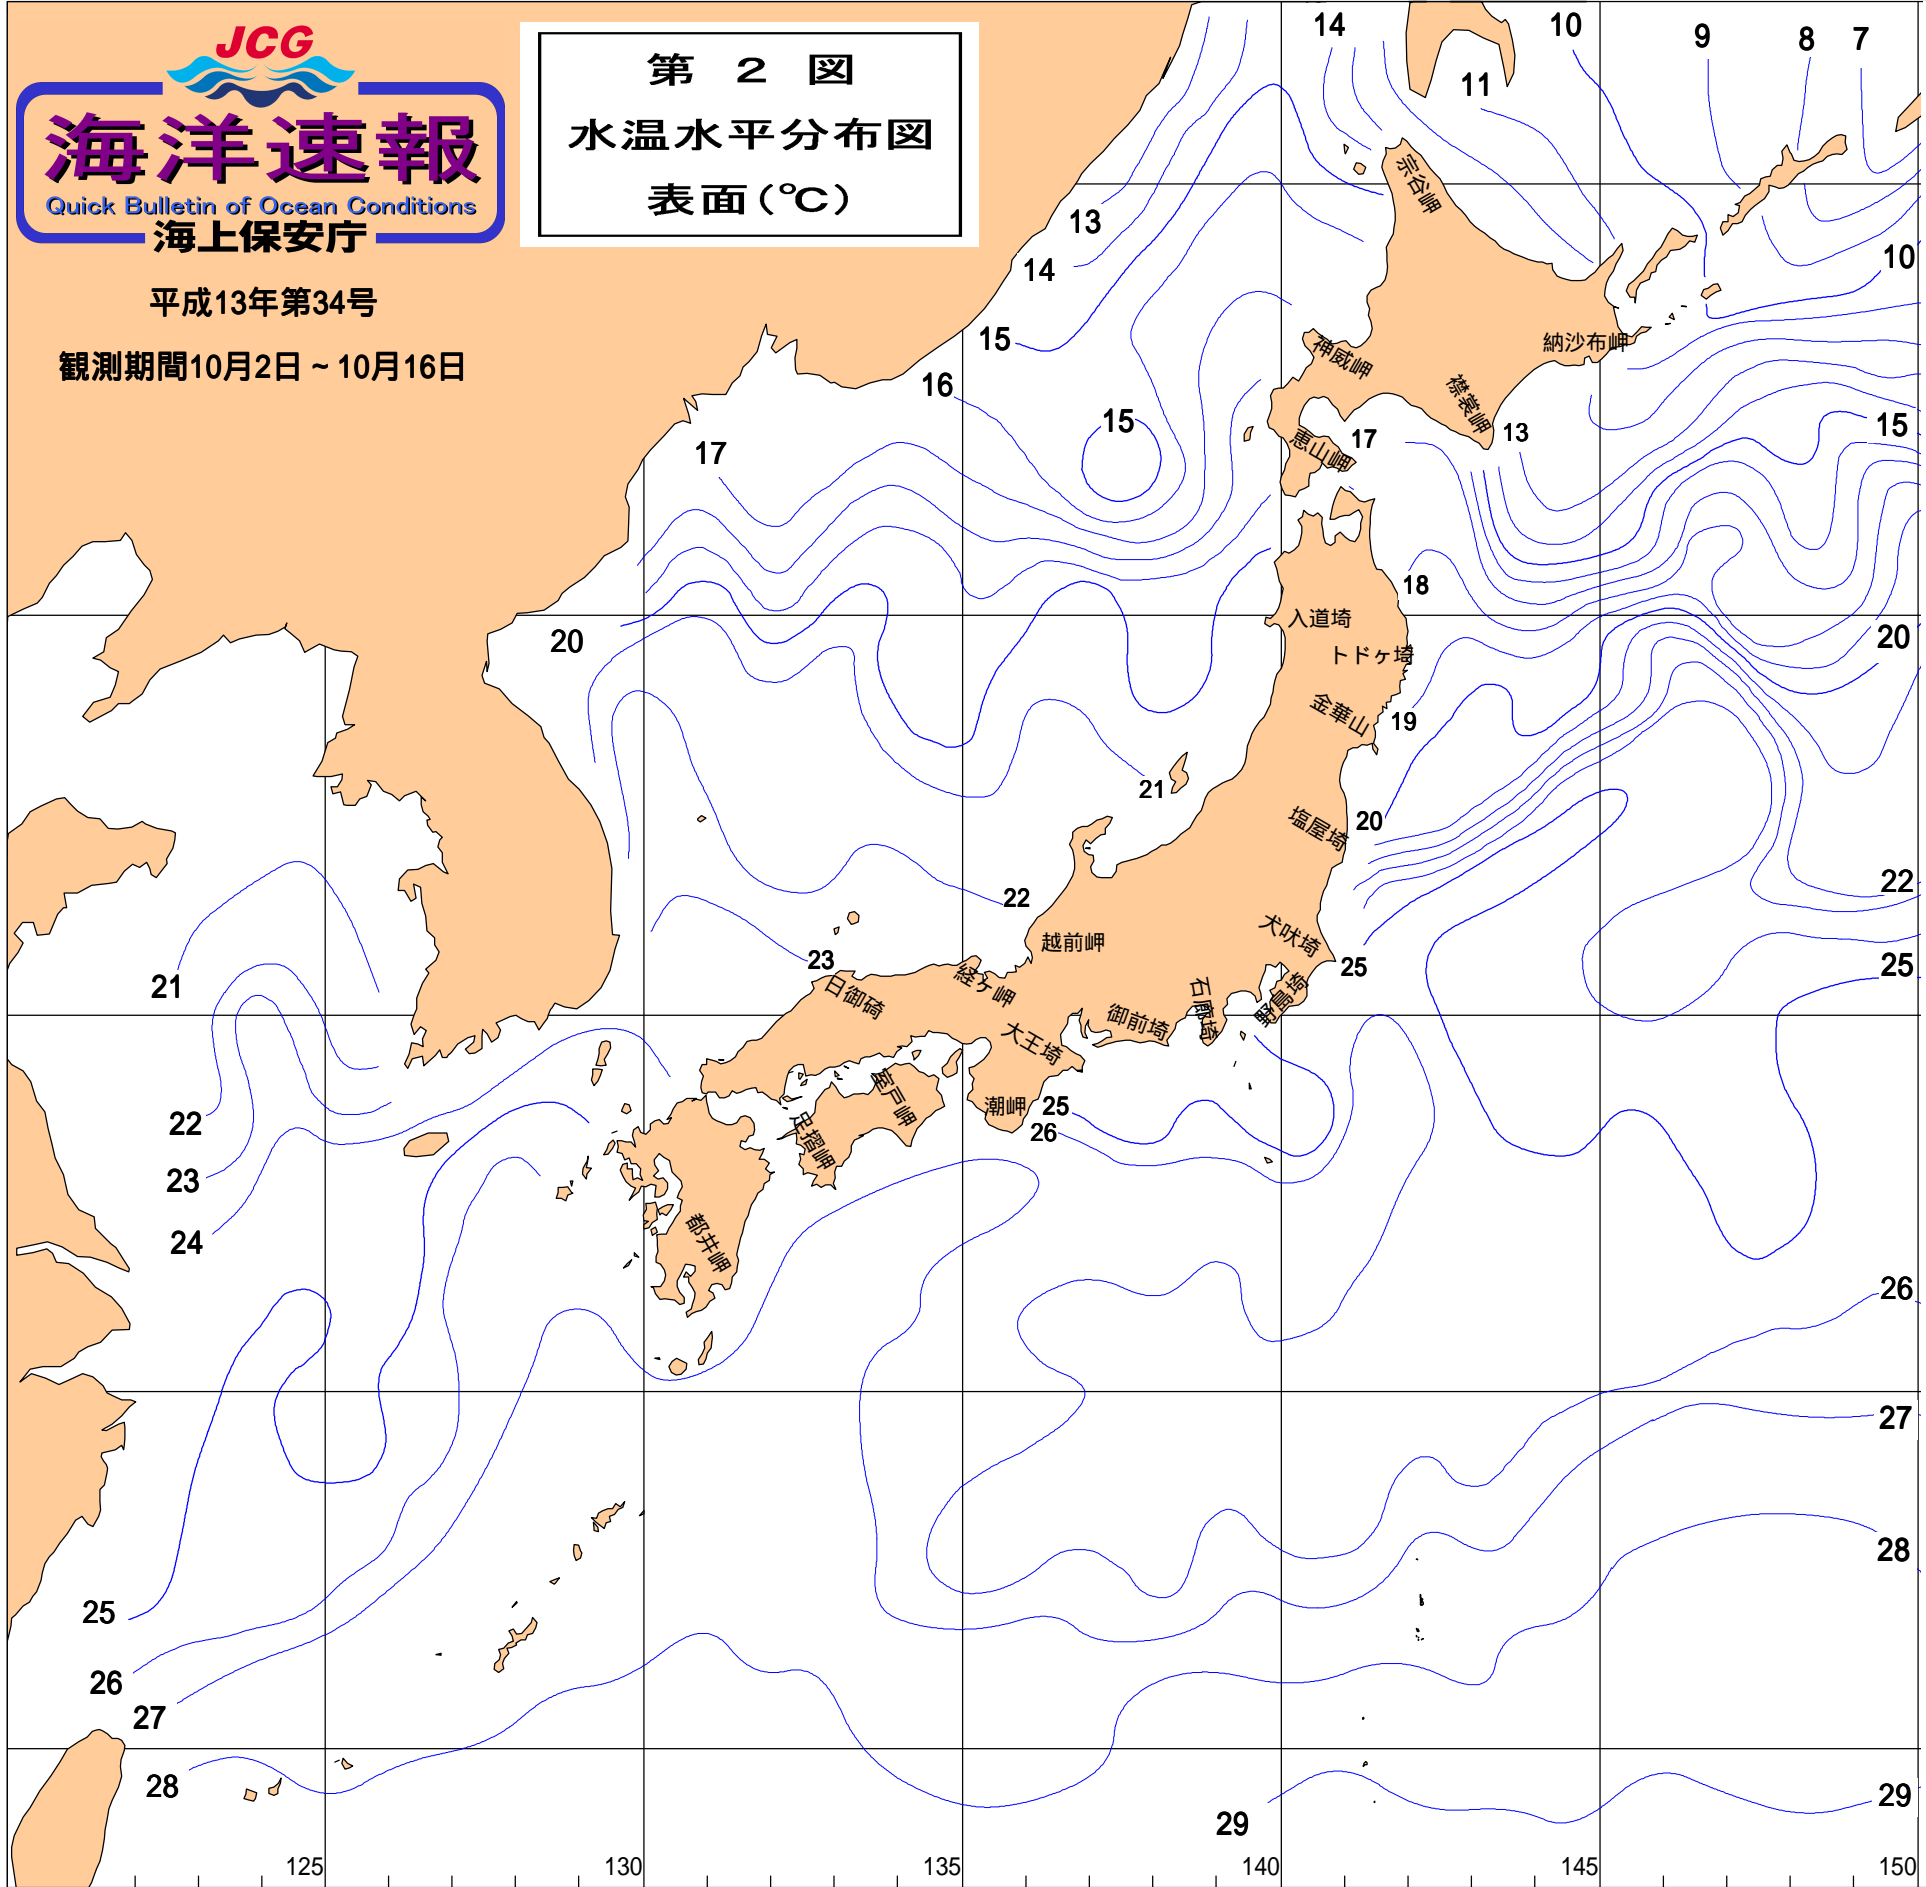 JCG
海洋速報
Quick Bulletin of Ocean Conditions
海上保安庁
平成13年第34号
観測期間10月2日～10月16日
第 2 図
水温水平分布図
表面(℃)
14
10
9
8
7
11
宗谷岬
13
14
10
15
納沙布岬
神威岬
16
襟裳岬
15
15
17
恵山岬
17
13
18
入道埼
20
トドヶ埼
20
金華山
19
21
塩屋埼
20
22
22
犬吠埼
越前岬
23
25
25
21
日御碕
経ヶ岬
石廊埼
野島埼
御前埼
大王埼
室戸岬
潮岬
25
22
足摺岬
26
23
都井岬
24
26
27
28
25
26
27
28
29
29
125
130
135
140
145
150